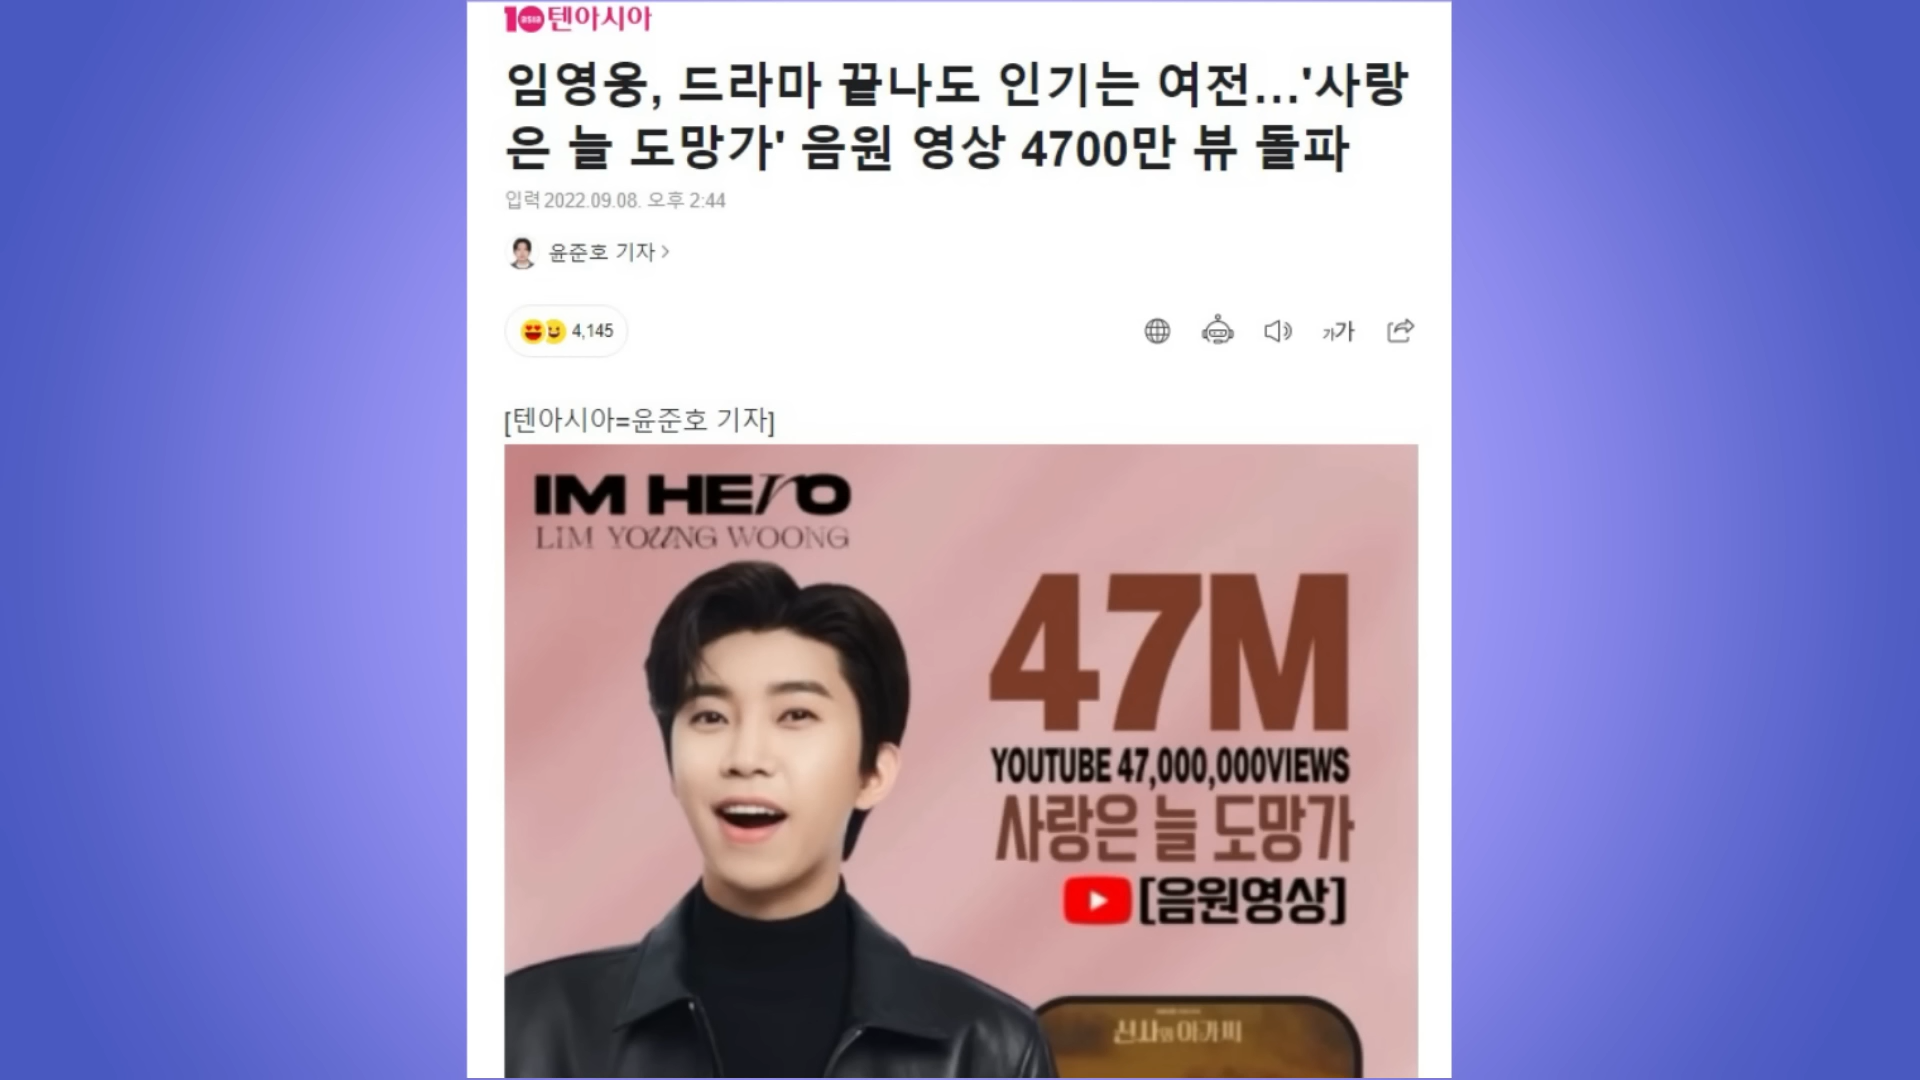 10 asia 텐아시아
임영웅, 드라마 끝나도 인기는 여전…'사랑
은 늘 도망가' 음원 영상 4700만 뷰 돌파
입력 2022.09.08. 오후 2:44
윤준호 기자 >
4,145
가가
[텐아시아=윤준호 기자]
IM HERO
LIM YOUNG WOONG
47M
YOUTUBE 47,000,000VIEWS
사랑은 늘 도망가
[음원영상]
신사와 아가씨